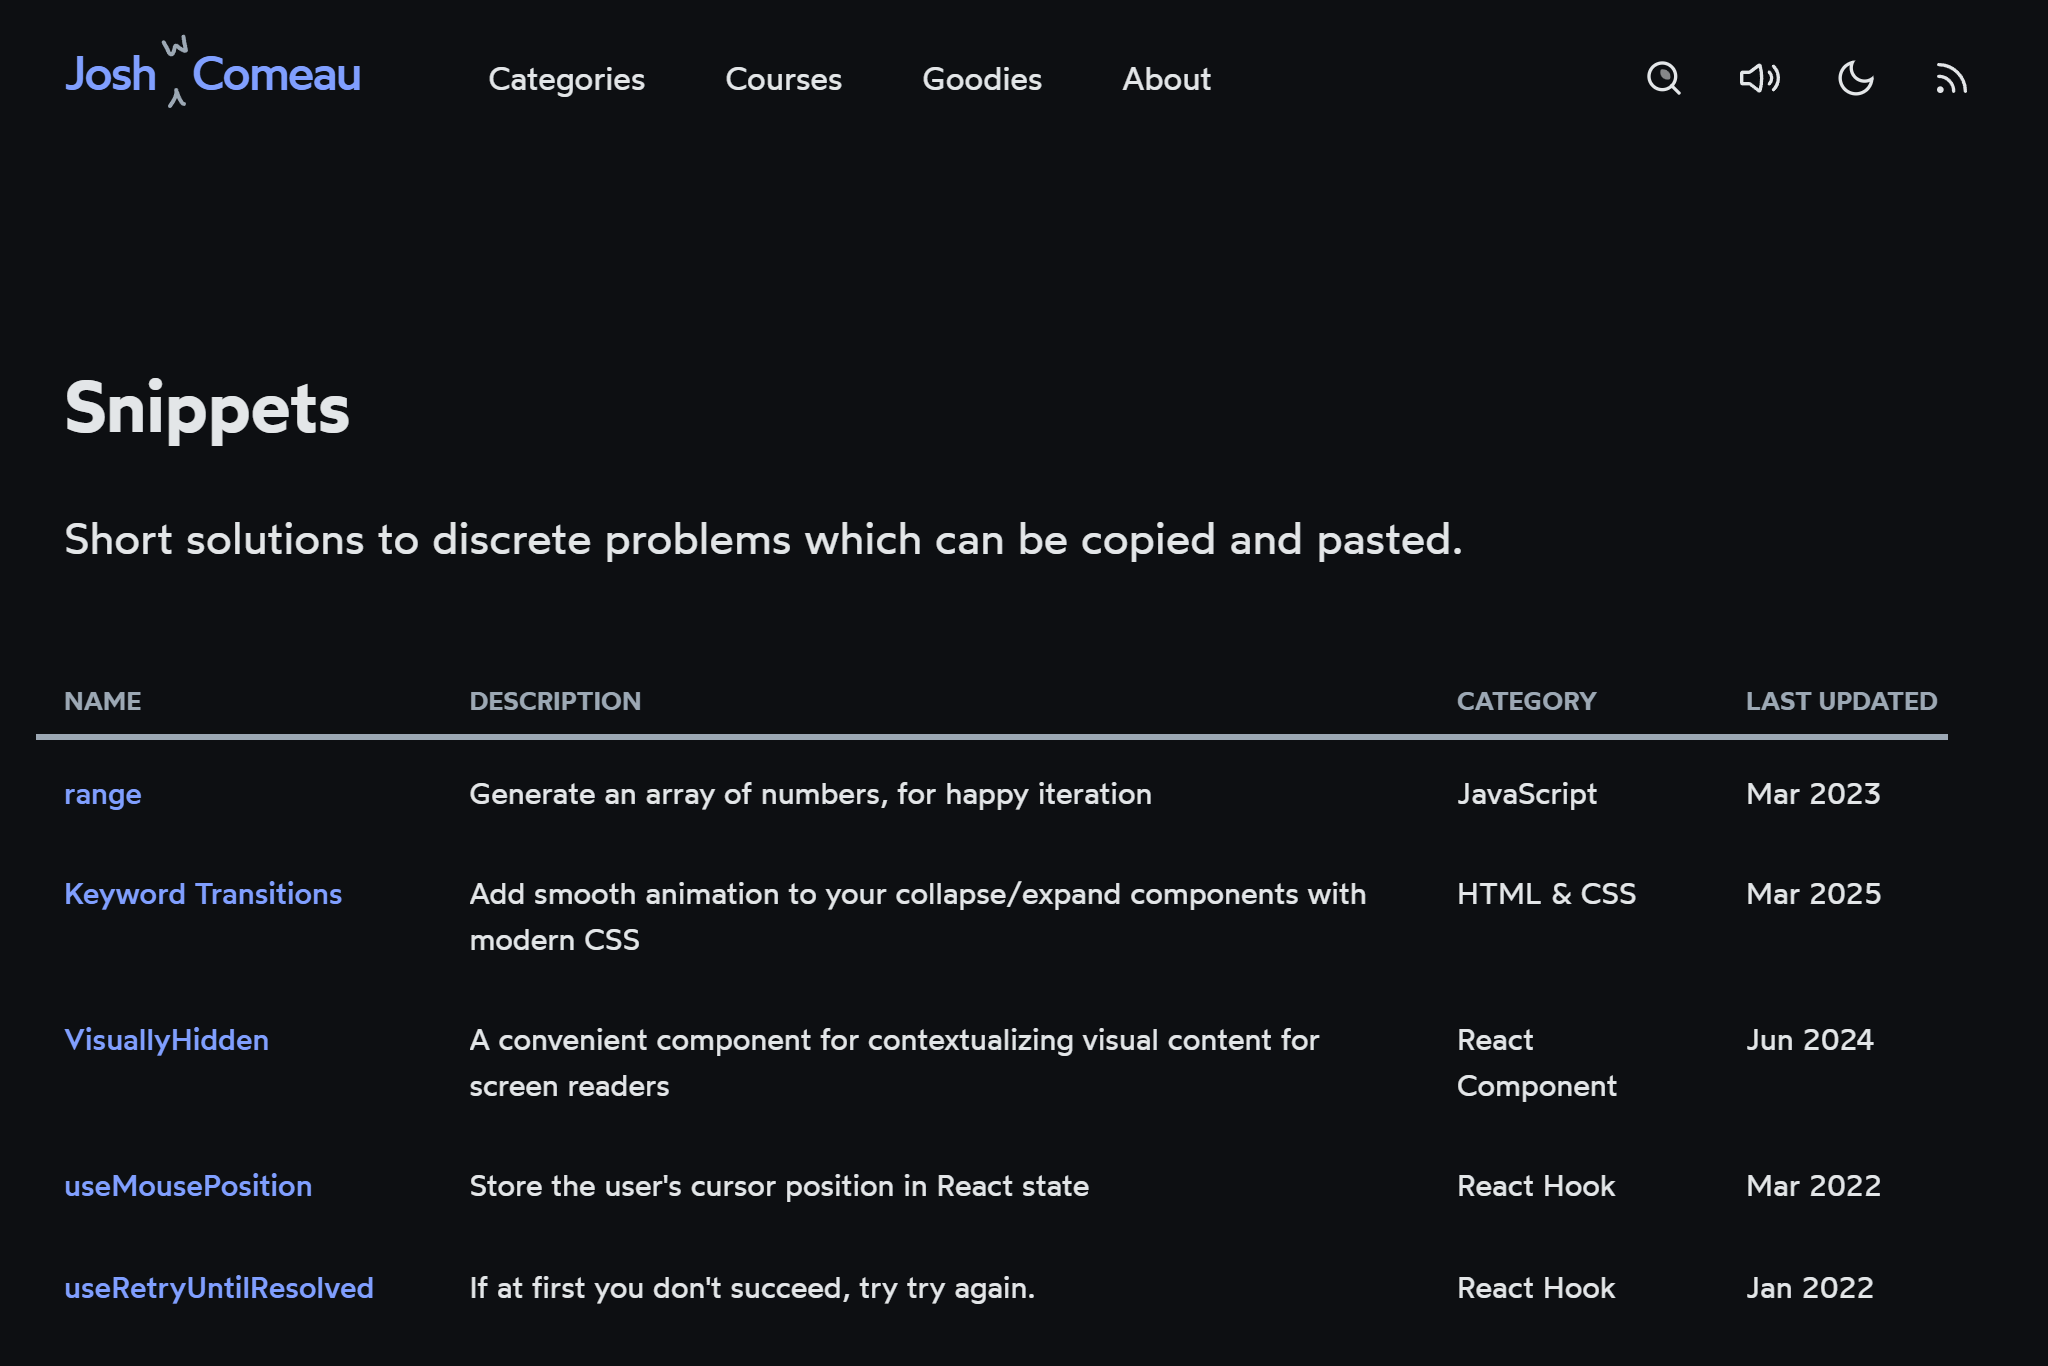 Josh W Comeau
Categories
Courses
Goodies
About
Snippets
Short solutions to discrete problems which can be copied and pasted.
NAME DESCRIPTION CATEGORY LAST UPDATED
range Generate an array of numbers, for happy iteration JavaScript Mar 2023
Keyword Transitions Add smooth animation to your collapse/expand components with HTML & CSS Mar 2025
modern CSS
VisuallyHidden A convenient component for contextualizing visual content for React Jun 2024
screen readers Component
useMousePosition Store the user's cursor position in React state React Hook Mar 2022
useRetryUntilResolved If at first you don't succeed, try try again. React Hook Jan 2022